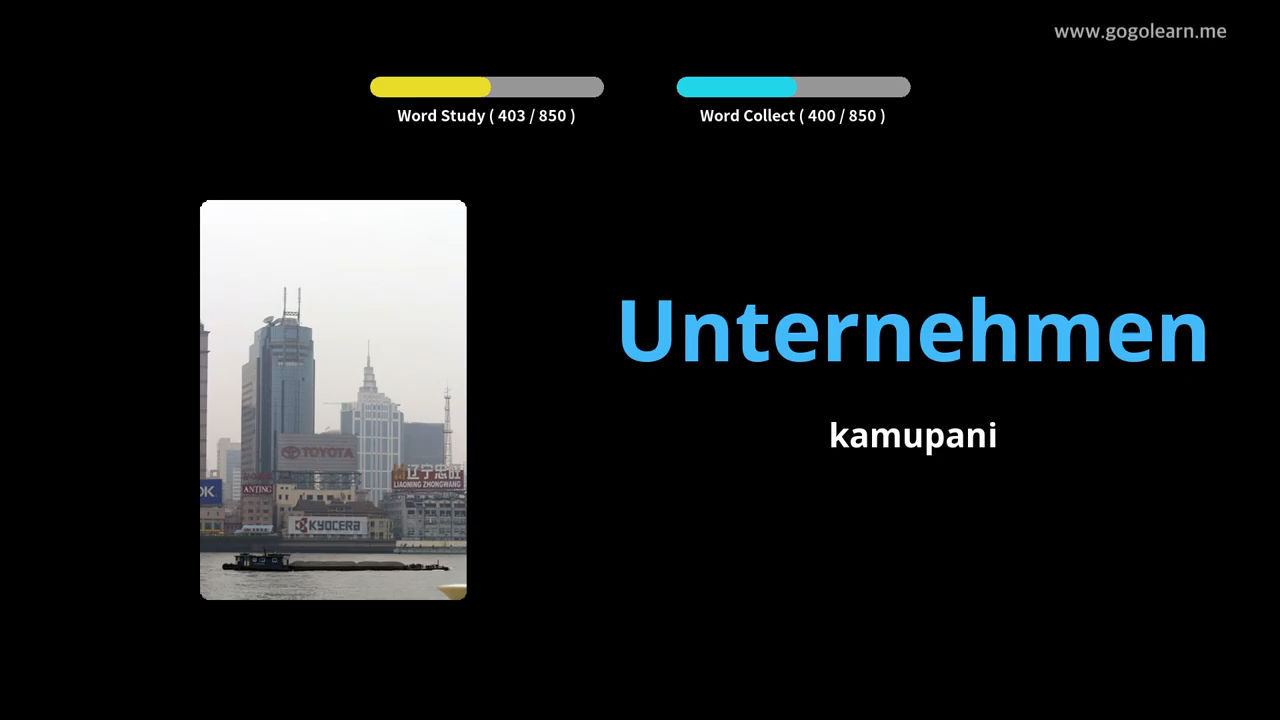 www.gogolearn.me
Word Study ( 403 / 850 )
Word Collect ( 400 / 850 )
Unternehmen
kamupani
TOYOTA
辽宁忠旺
LIAONING ZHONGWANG
OK
ANTING
KYOCERA